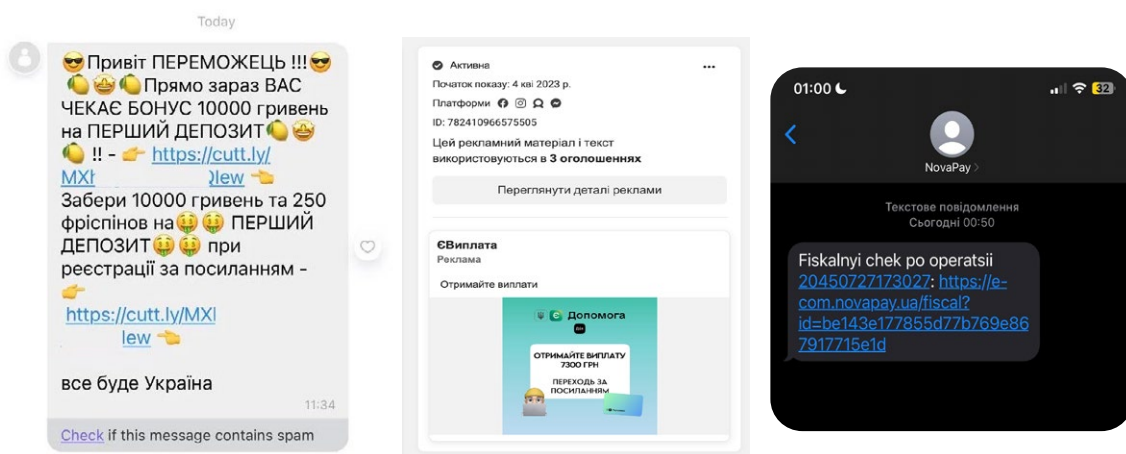 Today
😎Привіт ПЕРЕМОЖЕЦЬ !!!😎
🍋🤩🍋Прямо зараз ВАС
ЧЕКАЄ БОНУС 10000 гривень
на ПЕРШИЙ ДЕПОЗИТ🍋🤩
🍋 !! - 👉 https://cutt.ly/
lew 👈
Забери 10000 гривень та 250
фріспінов на🤑🤑 ПЕРШИЙ
ДЕПОЗИТ🤑🤑 при
реєстрації за посиланням -
👉
https://cutt.ly/MXl
lew 👈
все буде Україна
11:34
Check if this message contains spam
Активна
Початок показу: 4 кві 2023 р.
Платформи
ID: 782410966575505
Цей рекламний матеріал і текст
використовуються в 3 оголошеннях
Переглянути деталі реклами
ЄВиплата
Реклама
Отримайте виплати
Допомога
ОТРИМАЙТЕ ВИПЛАТУ
7300 ГРН
ПЕРЕХОДЬ ЗА
ПОСИЛАННЯМ
01:00
32
NovaPay
Текстове повідомлення
Сьогодні 00:50
Fiskalnyi chek po operatsii
20450727173027: https://e-
com.novapay.ua/fiscal?
id=be143e177855d77b769e86
7917715e1d